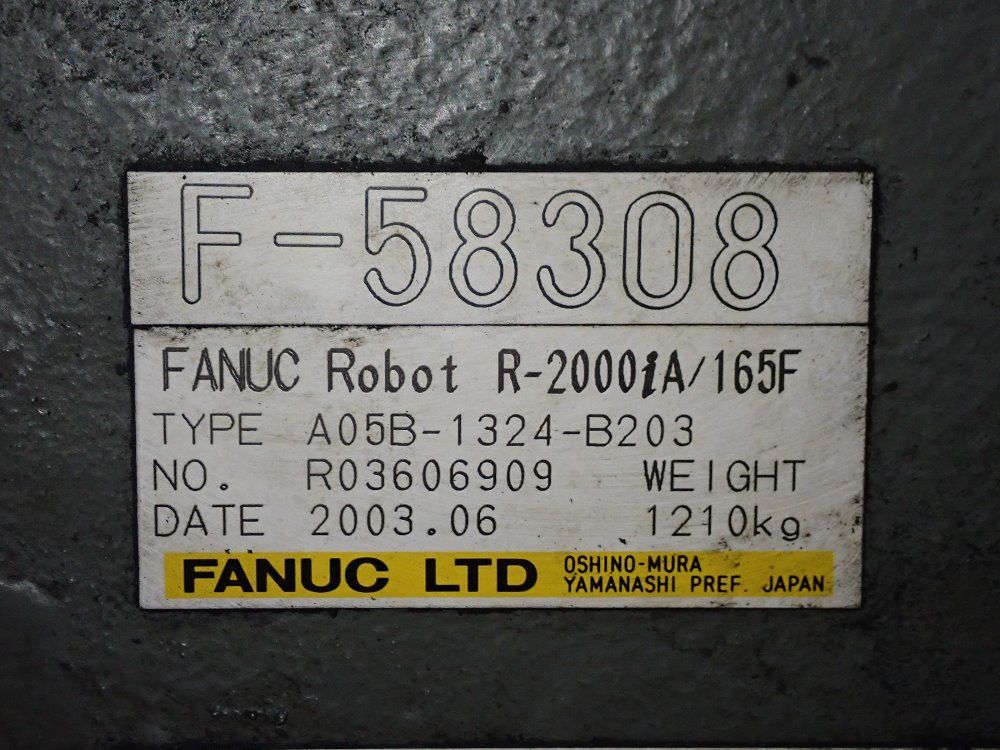 F-58308
FANUC Robot R-2000iA/165F
TYPE A05B-1324-B203
NO. R03606909 WEIGHT
DATE 2003.06 1210kg
FANUC LTD OSHINO-MURA
YAMANASHI PREF. JAPAN